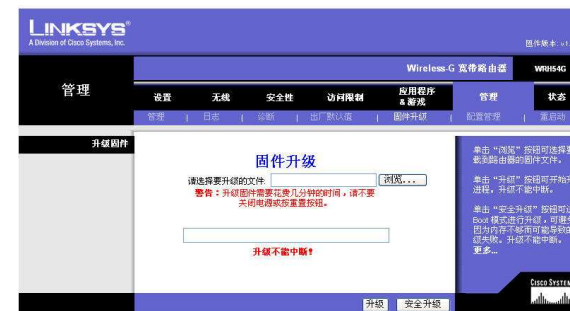 LINKSYS®
A Division of Cisco Systems, Inc.
固件版本: v1
管理
Wireless-G 宽带路由器
WRH54G
设置
无线
安全性
访问限制
应用程序
& 游戏
管理
状态
管理 | 日志 | 诊断 | 出厂默认值 | 固件升级 | 配置管理 | 重启动
升级固件
固件升级
请选择要升级的文件:
浏览...
警告：升级固件需要花费几分钟的时间，请不要
关闭电源或按重置按钮。
升级不能中断!
单击“浏览”按钮可选择要
载到路由器的固件文件。
单击“升级”按钮可开始升
进程。升级不能中断。
单击“安全升级”按钮可
Boot 模式进行升级，可避
因为内存不够而可能导致的
级失败。升级不能中断。
更多...
CISCO SYSTEM
升级
安全升级